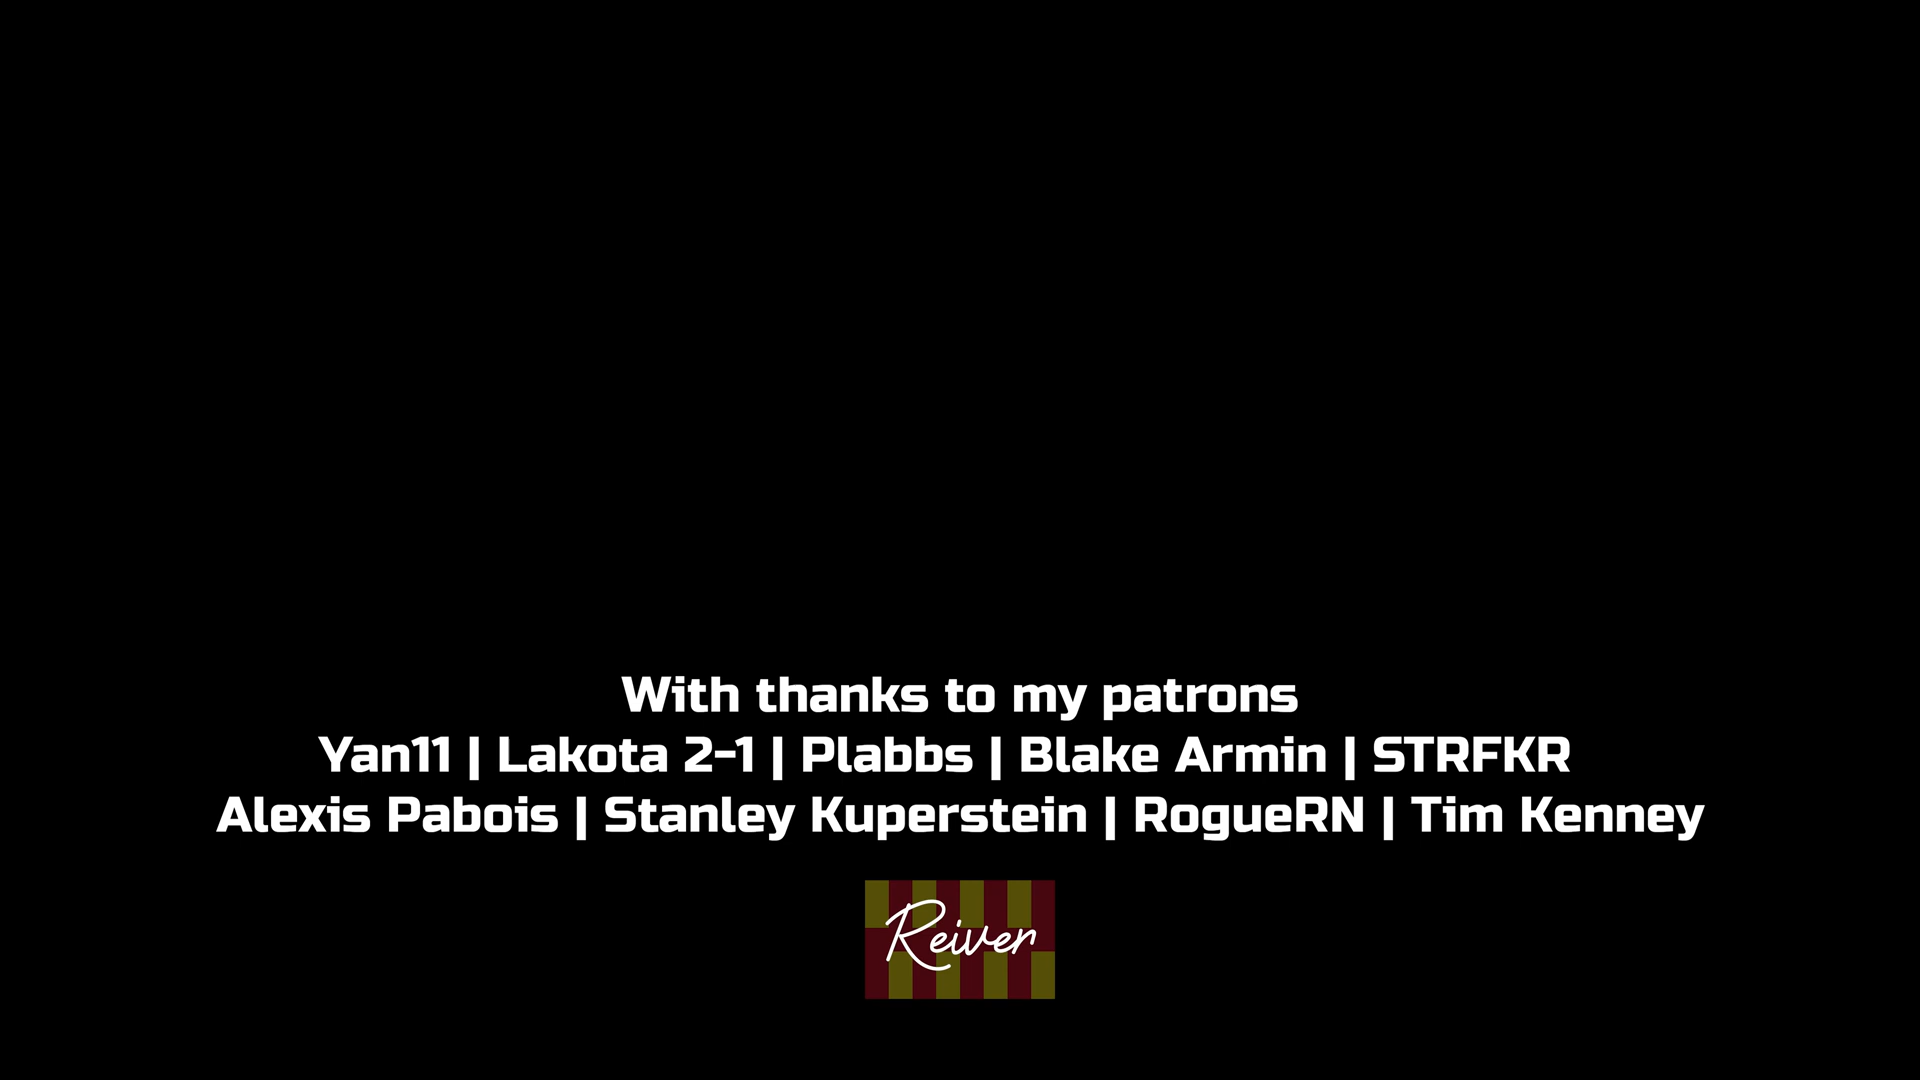 With thanks to my patrons
Yan11 | Lakota 2-1 | Plabbs | Blake Armin | STRFKR
Alexis Pabois | Stanley Kuperstein | RogueRN | Tim Kenney
Reiver